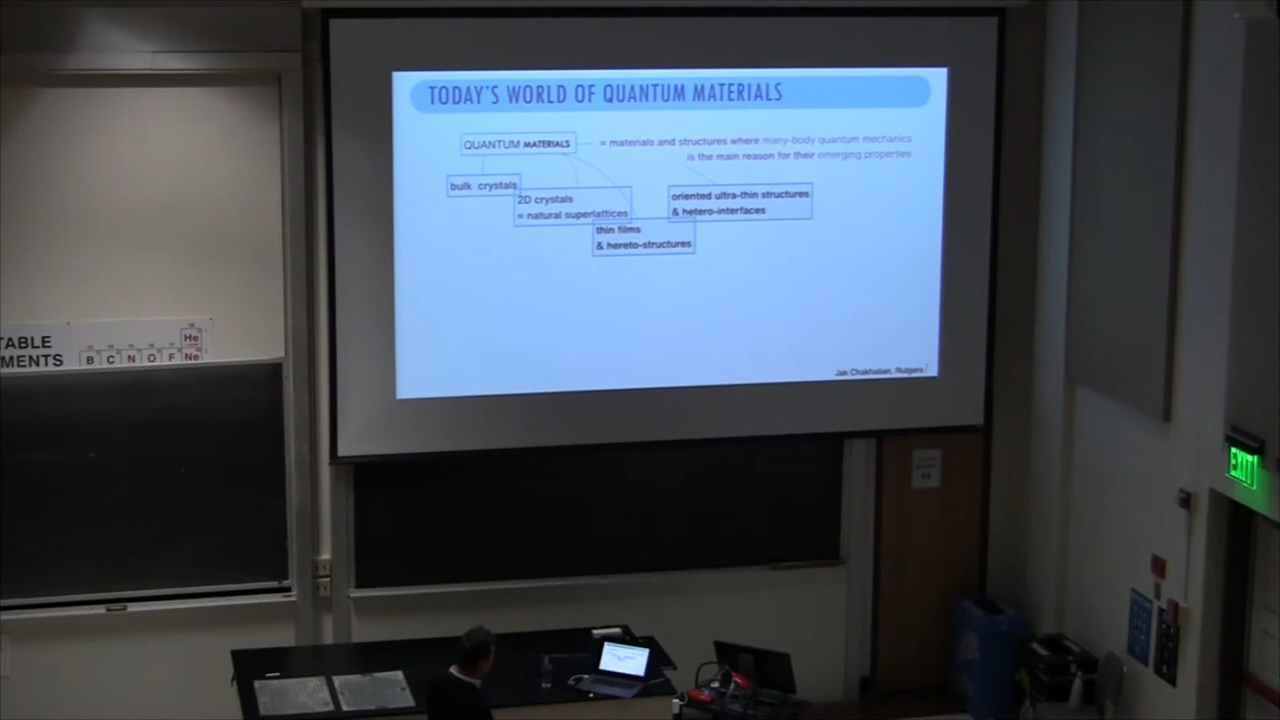 TODAY'S WORLD OF QUANTUM MATERIALS
QUANTUM MATERIALS
= materials and structures where many-body quantum mechanics
is the main reason for their emerging properties
bulk crystals
2D crystals
= natural superlattices
thin films
& hereto-structures
oriented ultra-thin structures
& hetero-interfaces
Jak Chakhalian, Rutgers
TABLE
MENTS
B C N O F Ne
He
EXIT
44